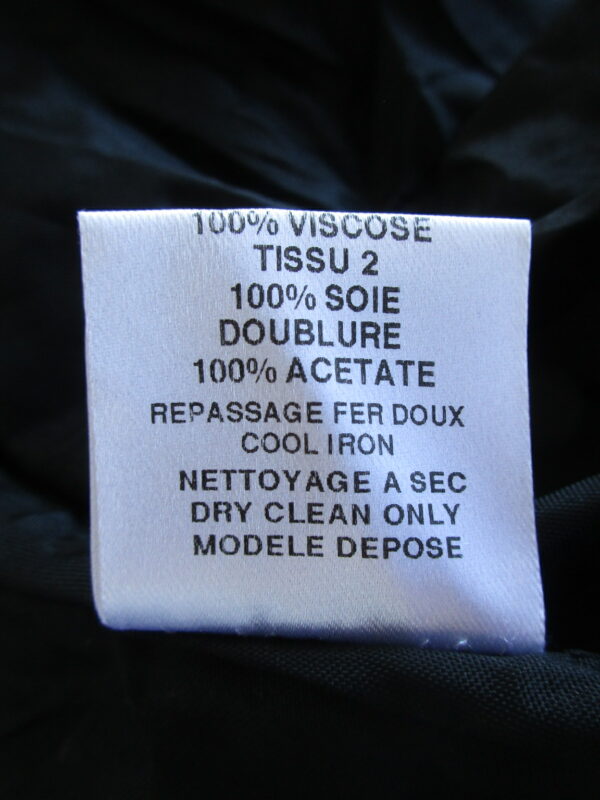 100% VISCOSE
TISSU 2
100% SOIE
DOUBLURE
100% ACETATE
REPASSAGE FER DOUX
COOL IRON
NETTOYAGE A SEC
DRY CLEAN ONLY
MODELE DEPOSE